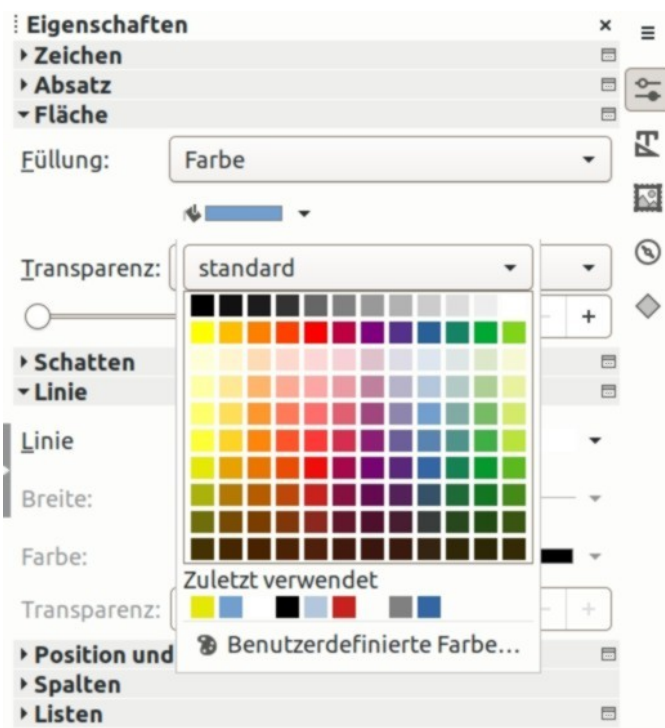 Eigenschaften
Zeichen
Absatz
Fläche
Füllung: Farbe
Transparenz: standard
Schatten
Linie
Linie
Breite:
Farbe:
Zuletzt verwendet
Transparenz:
Benutzerdefinierte Farbe...
Position und
Spalten
Listen